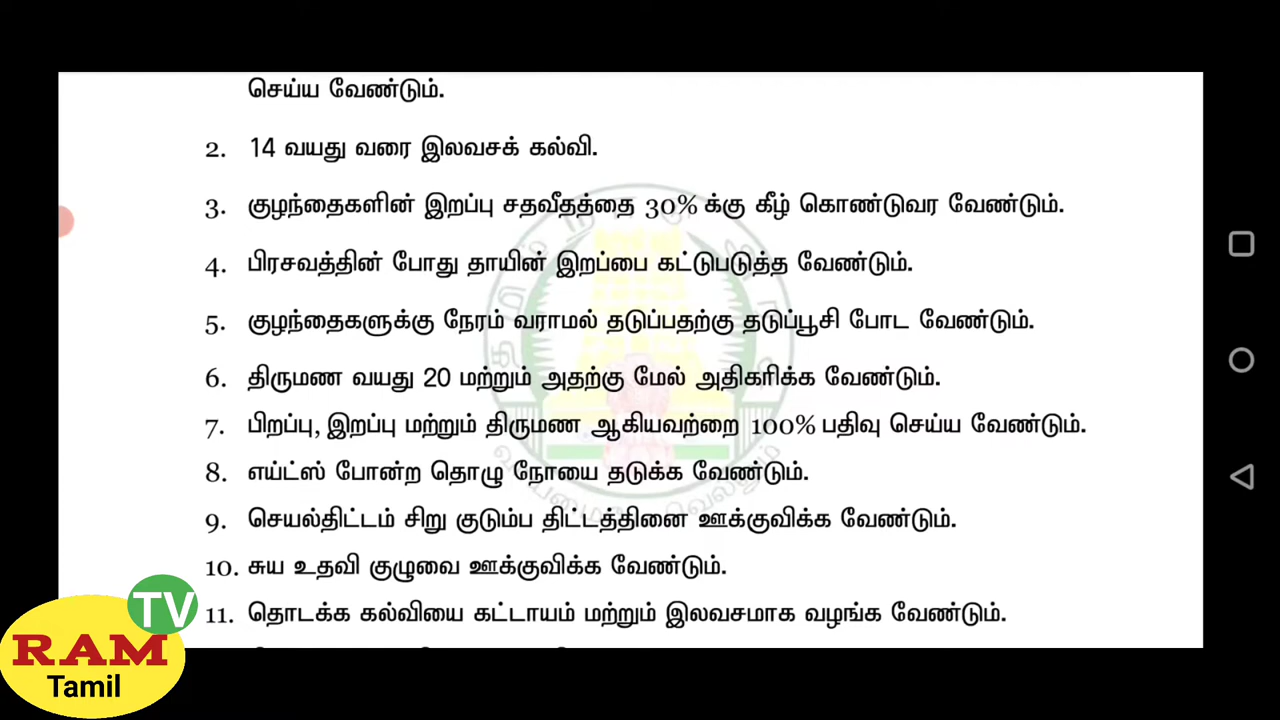 செய்ய வேண்டும்.
2. 14 வயது வரை இலவசக் கல்வி.
3. குழந்தைகளின் இறப்பு சதவீதத்தை 30% க்கு கீழ் கொண்டுவர வேண்டும்.
4. பிரசவத்தின் போது தாயின் இறப்பை கட்டுபடுத்த வேண்டும்.
5. குழந்தைகளுக்கு நேரம் வராமல் தடுப்பதற்கு தடுப்பூசி போட வேண்டும்.
6. திருமண வயது 20 மற்றும் அதற்கு மேல் அதிகரிக்க வேண்டும்.
7. பிறப்பு, இறப்பு மற்றும் திருமண ஆகியவற்றை 100% பதிவு செய்ய வேண்டும்.
8. எய்ட்ஸ் போன்ற தொழு நோயை தடுக்க வேண்டும்.
9. செயல்திட்டம் சிறு குடும்ப திட்டத்தினை ஊக்குவிக்க வேண்டும்.
10. சுய உதவி குழுவை ஊக்குவிக்க வேண்டும்.
11. தொடக்க கல்வியை கட்டாயம் மற்றும் இலவசமாக வழங்க வேண்டும்.
TV
RAM
Tamil